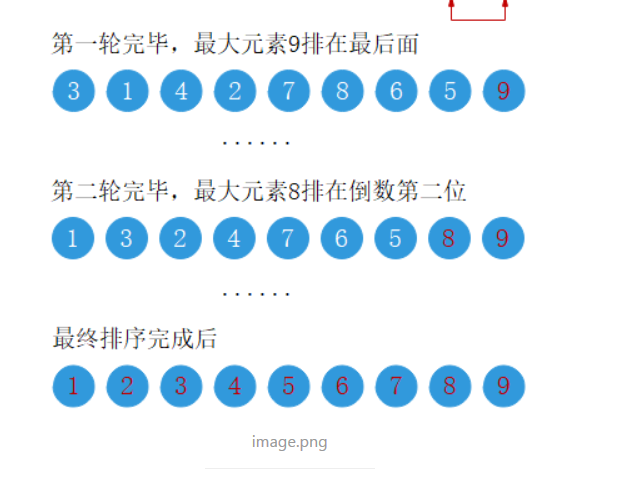 第一轮完毕，最大元素9排在最后面
3 1 4 2 7 8 6 5 9
......
第二轮完毕，最大元素8排在倒数第二位
1 3 2 4 7 6 5 8 9
......
最终排序完成后
1 2 3 4 5 6 7 8 9
image.png